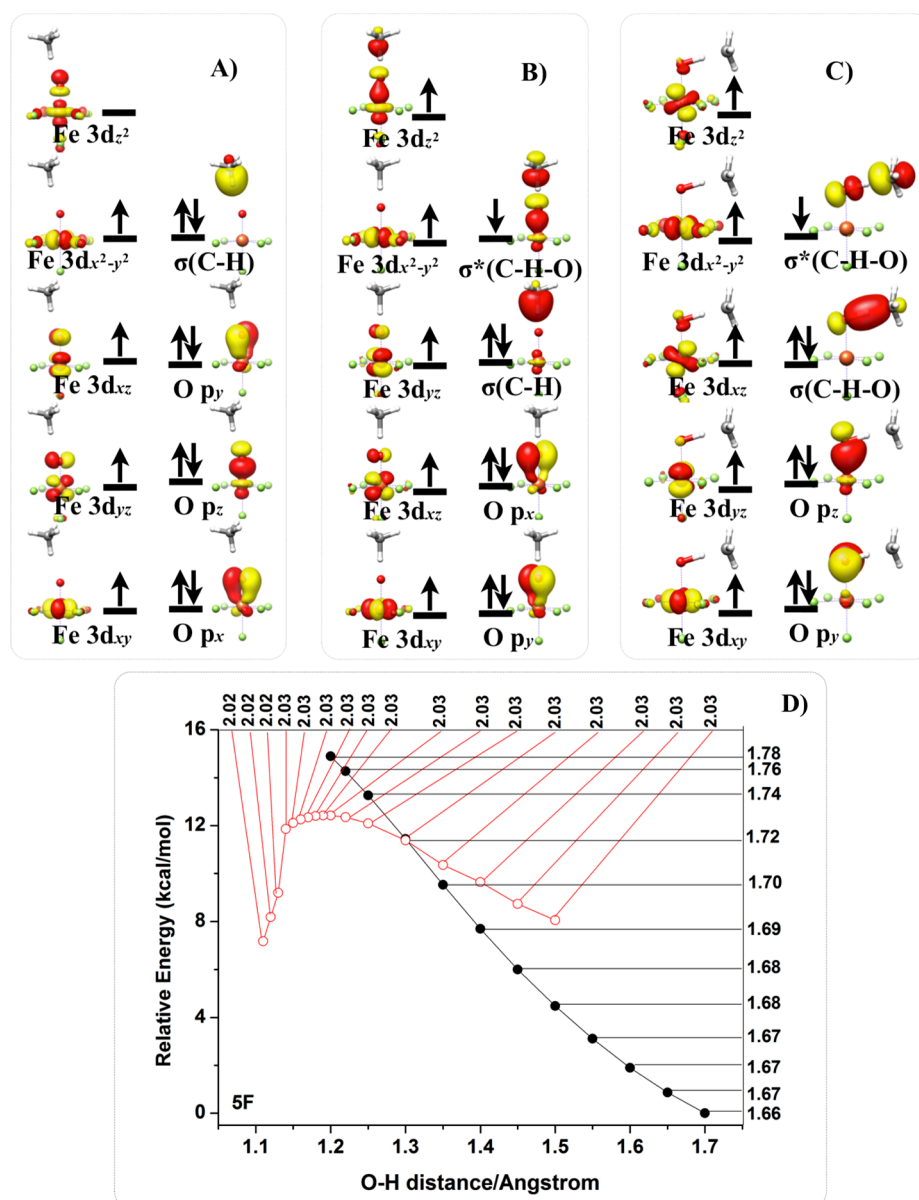 A)
Fe 3dz²
Fe 3dx²-y²
σ(C-H)
Fe 3dxz
O py
Fe 3dyz
O pz
Fe 3dxy
O px
B)
Fe 3dz²
Fe 3dx²-y²
σ*(C-H-O)
Fe 3dyz
σ(C-H)
Fe 3dxz
O px
Fe 3dxy
O py
C)
Fe 3dz²
Fe 3dx²-y²
σ*(C-H-O)
Fe 3dxz
σ(C-H-O)
Fe 3dyz
O pz
Fe 3dxy
O py
D)
2.02 2.02 2.02 2.03 2.03 2.03 2.03 2.03 2.03 2.03 2.03 2.03 2.03 2.03 2.03 2.03
16
12
8
4
0
Relative Energy (kcal/mol)
1.78
1.76
1.74
1.72
1.70
1.69
1.68
1.68
1.67
1.67
1.67
1.66
5F
1.1 1.2 1.3 1.4 1.5 1.6 1.7
O-H distance/Angstrom